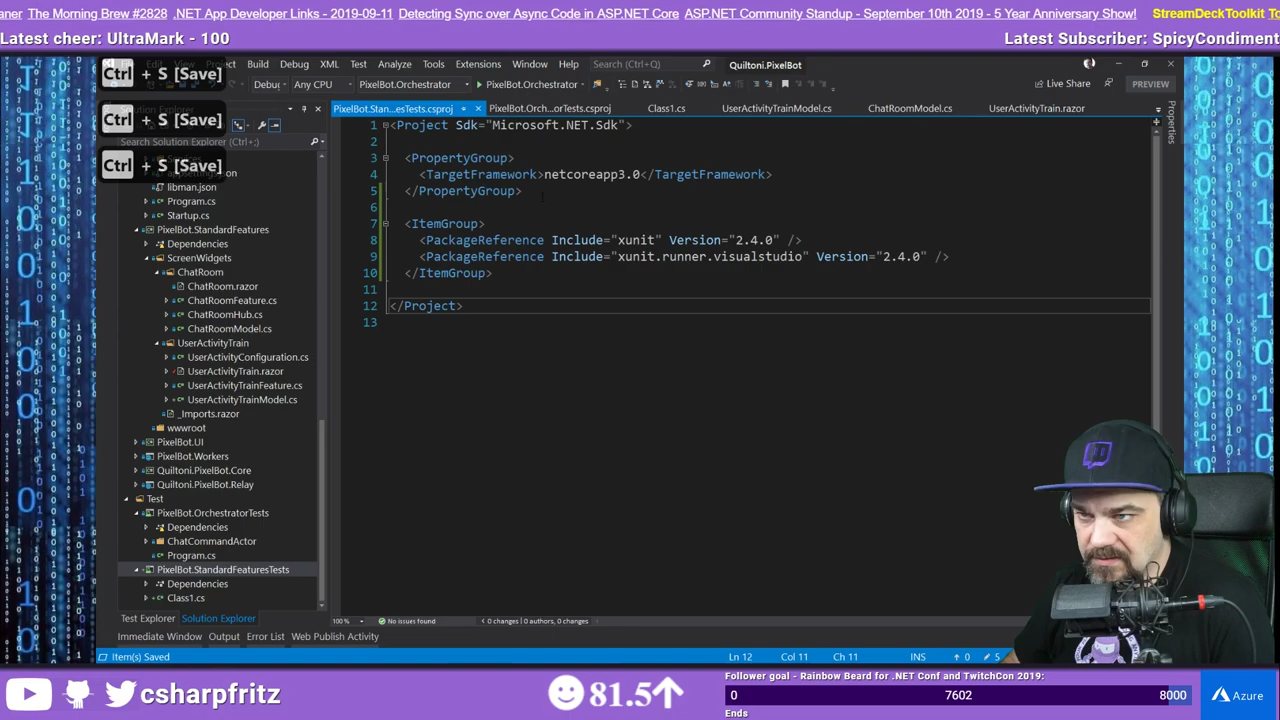 The Morning Brew #2828 .NET App Developer Links - 2019-09-11 Detecting Sync over Async Code in ASP.NET Core ASP.NET Community Standup - September 10th 2019 - 5 Year Anniversary Show! StreamDeckToolkit
Latest cheer: UltraMark - 100
Latest Subscriber: SpicyCondiment
Ctrl + S [Save]
Ctrl + S [Save]
Ctrl + S [Save]
Build Debug XML Test Analyze Tools Extensions Window Help Search (Ctrl+Q) Quiltoni.PixelBot
Debug Any CPU PixelBot.Orchestrator PixelBot.Orchestrator Live Share PREVIEW
PixelBot.Stan...esTests.csproj PixelBot.Orch...orTests.csproj Class1.cs UserActivityTrainModel.cs ChatRoomModel.cs UserActivityTrain.razor
Properties
Search Solution Explorer (Ctrl+;)
appsettings.json
libman.json
Program.cs
Startup.cs
PixelBot.StandardFeatures
Dependencies
ScreenWidgets
ChatRoom
ChatRoom.razor
ChatRoomFeature.cs
ChatRoomHub.cs
ChatRoomModel.cs
UserActivityTrain
UserActivityConfiguration.cs
UserActivityTrain.razor
UserActivityTrainFeature.cs
UserActivityTrainModel.cs
_Imports.razor
wwwroot
PixelBot.UI
PixelBot.Workers
Quiltoni.PixelBot.Core
Quiltoni.PixelBot.Relay
Test
PixelBot.OrchestratorTests
Dependencies
ChatCommandActor
Program.cs
PixelBot.StandardFeaturesTests
Dependencies
Class1.cs
Test Explorer Solution Explorer
1 <Project Sdk="Microsoft.NET.Sdk">
2
3 <PropertyGroup>
4 <TargetFramework>netcoreapp3.0</TargetFramework>
5 </PropertyGroup>
6
7 <ItemGroup>
8 <PackageReference Include="xunit" Version="2.4.0" />
9 <PackageReference Include="xunit.runner.visualstudio" Version="2.4.0" />
10 </ItemGroup>
11
12 </Project>
13
100 % No issues found 0 changes | 0 authors, 0 changes
Immediate Window Output Error List Web Publish Activity
Item(s) Saved Ln 12 Col 11 Ch 11 INS 0 5
csharpfritz
81.5
Follower goal - Rainbow Beard for .NET Conf and TwitchCon 2019:
0 7602 8000
Ends
Azure